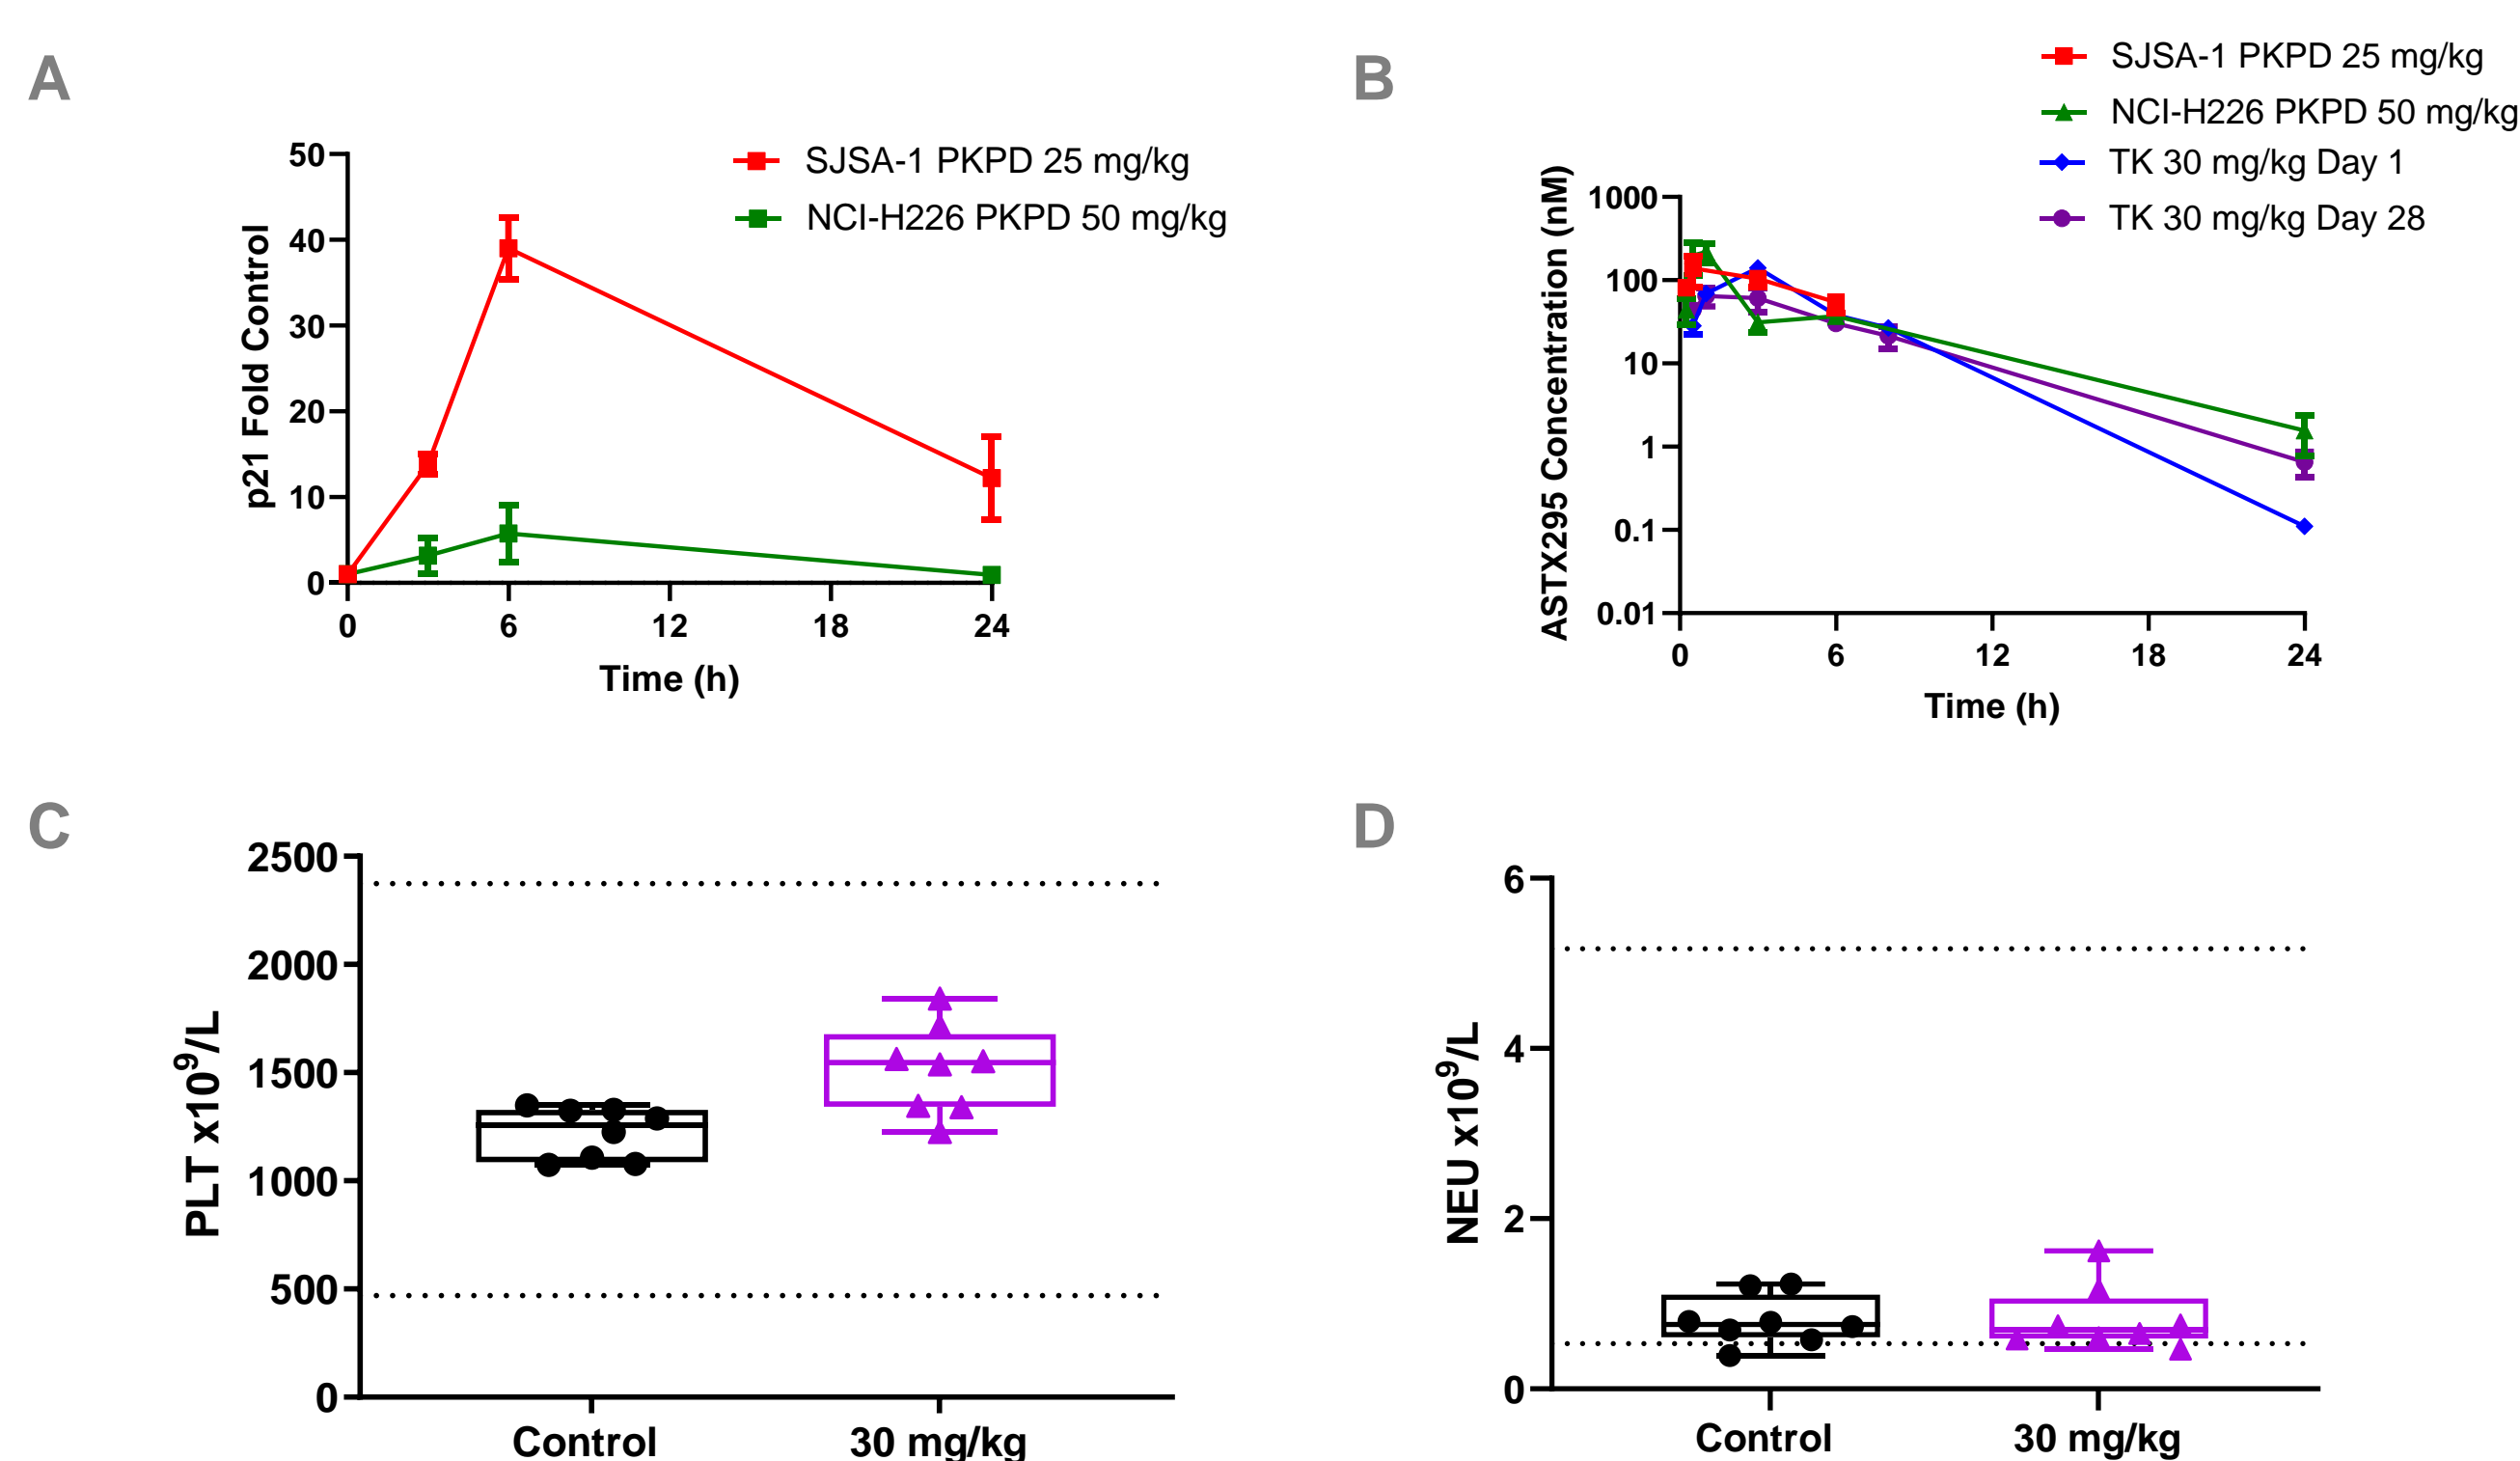 A
SJSA-1 PKPD 25 mg/kg
NCI-H226 PKPD 50 mg/kg
p21 Fold Control
50
40
30
20
10
0
0 6 12 18 24
Time (h)
B
SJSA-1 PKPD 25 mg/kg
NCI-H226 PKPD 50 mg/kg
TK 30 mg/kg Day 1
TK 30 mg/kg Day 28
ASTX295 Concentration (nM)
1000
100
10
1
0.1
0.01
0 6 12 18 24
Time (h)
C
PLT x10⁹/L
2500
2000
1500
1000
500
0
Control 30 mg/kg
D
NEU x10⁹/L
6
4
2
0
Control 30 mg/kg